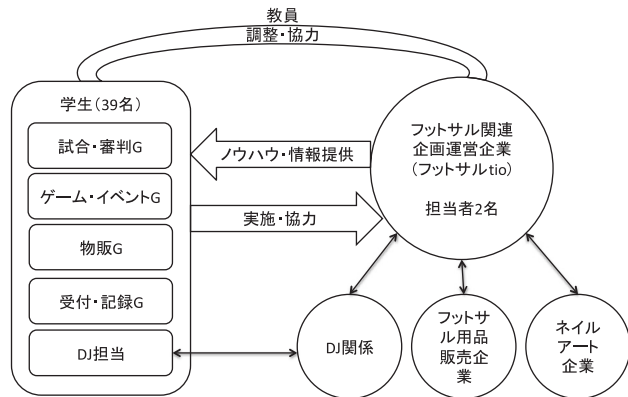 教員
調整・協力
学生（39名）
試合・審判G
ゲーム・イベントG
物販G
受付・記録G
DJ担当
ノウハウ・情報提供
実施・協力
フットサル関連
企画運営企業
（フットサルtio）
担当者2名
DJ関係
フットサ
ル用品
販売企
業
ネイル
アート
企業